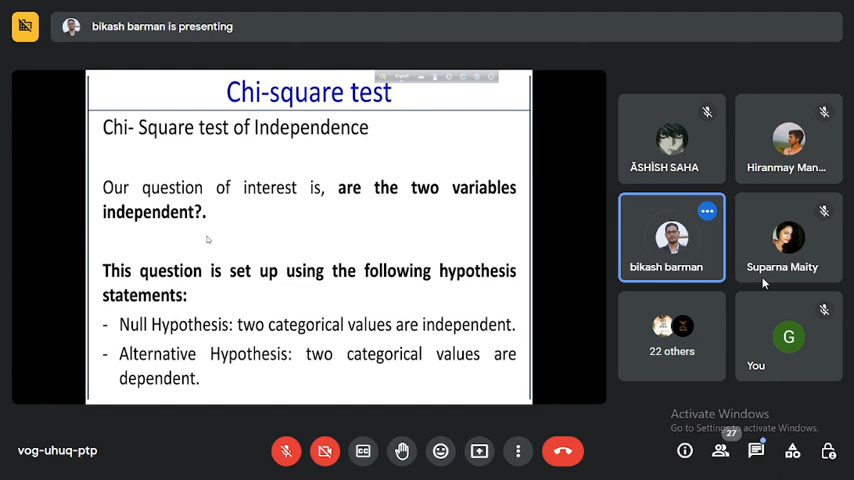 bikash barman is presenting
Chi-square test
English
Chi- Square test of Independence
Our question of interest is, are the two variables
independent?.
This question is set up using the following hypothesis
statements:
- Null Hypothesis: two categorical values are independent.
- Alternative Hypothesis: two categorical values are
dependent.
ĀSHÌSH SAHA
Hiranmay Man...
bikash barman
Suparna Maity
22 others
G
You
Activate Windows
Go to Settings to activate Windows.
27
vog-uhuq-ptp
CC